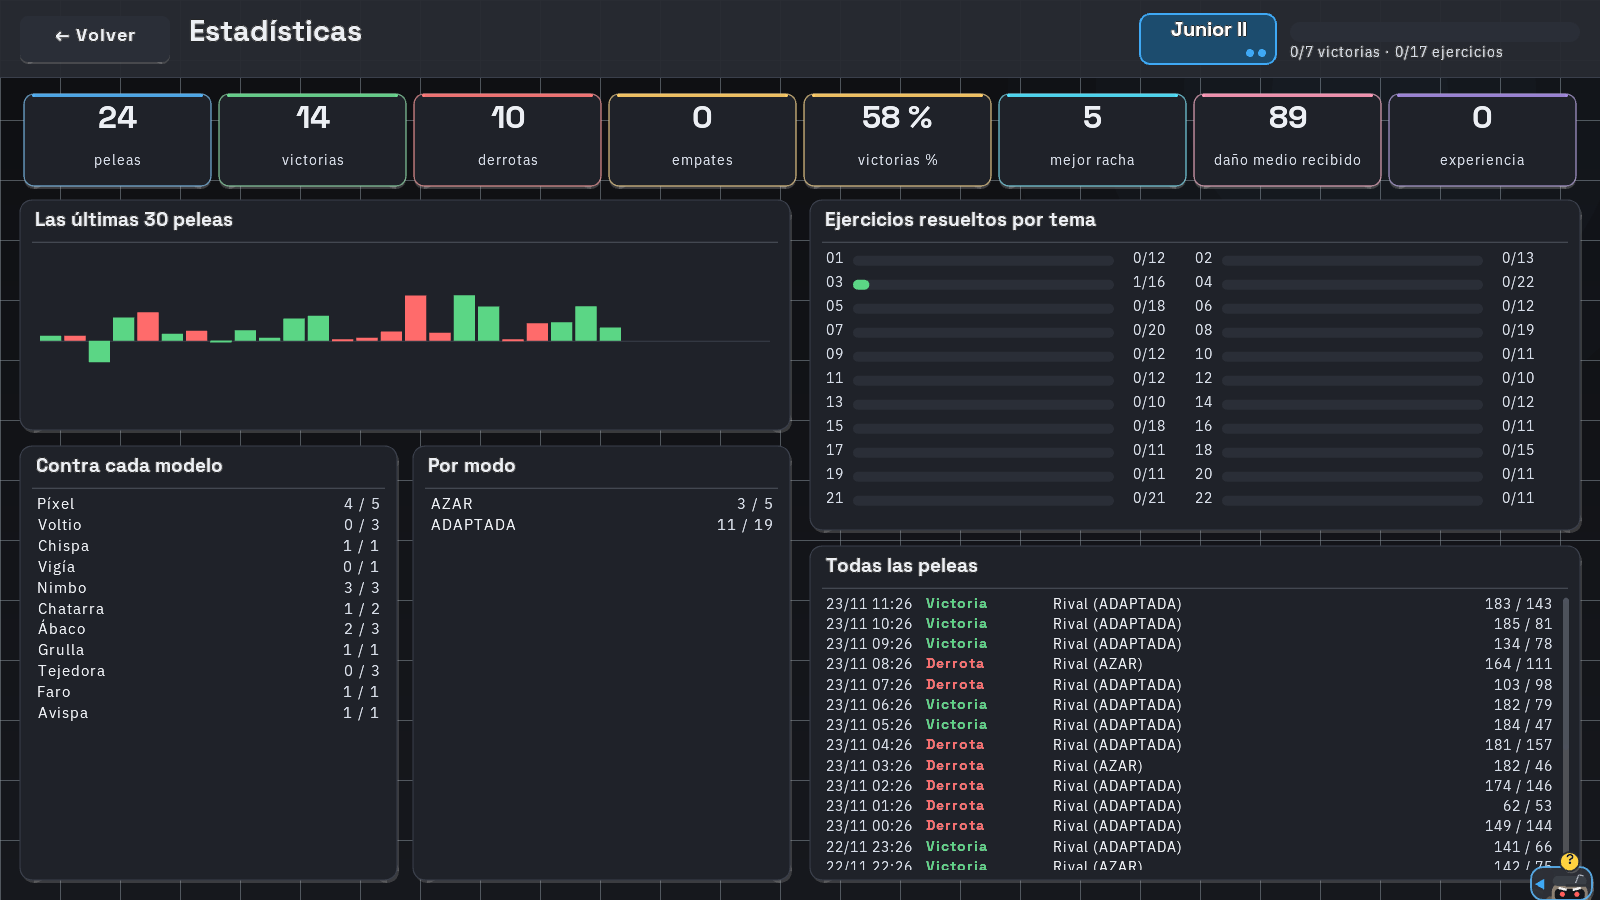 ← Volver
Estadísticas
Junior II
0/7 victorias · 0/17 ejercicios
24
peleas
14
victorias
10
derrotas
0
empates
58 %
victorias %
5
mejor racha
89
daño medio recibido
0
experiencia
Las últimas 30 peleas
Ejercicios resueltos por tema
01 0/12 02 0/13
03 1/16 04 0/22
05 0/18 06 0/12
07 0/20 08 0/19
09 0/12 10 0/11
11 0/12 12 0/10
13 0/10 14 0/12
15 0/18 16 0/11
17 0/11 18 0/15
19 0/11 20 0/11
21 0/21 22 0/11
Contra cada modelo
Píxel 4 / 5
Voltio 0 / 3
Chispa 1 / 1
Vigía 0 / 1
Nimbo 3 / 3
Chatarra 1 / 2
Ábaco 2 / 3
Grulla 1 / 1
Tejedora 0 / 3
Faro 1 / 1
Avispa 1 / 1
Por modo
AZAR 3 / 5
ADAPTADA 11 / 19
Todas las peleas
23/11 11:26 Victoria Rival (ADAPTADA) 183 / 143
23/11 10:26 Victoria Rival (ADAPTADA) 185 / 81
23/11 09:26 Victoria Rival (ADAPTADA) 134 / 78
23/11 08:26 Derrota Rival (AZAR) 164 / 111
23/11 07:26 Derrota Rival (ADAPTADA) 103 / 98
23/11 06:26 Victoria Rival (ADAPTADA) 182 / 79
23/11 05:26 Victoria Rival (ADAPTADA) 184 / 47
23/11 04:26 Derrota Rival (ADAPTADA) 181 / 157
23/11 03:26 Derrota Rival (AZAR) 182 / 46
23/11 02:26 Derrota Rival (ADAPTADA) 174 / 146
23/11 01:26 Derrota Rival (ADAPTADA) 62 / 53
23/11 00:26 Derrota Rival (ADAPTADA) 149 / 144
22/11 23:26 Victoria Rival (ADAPTADA) 141 / 66
22/11 22:26 Victoria Rival (AZAR) 142 / 75
?